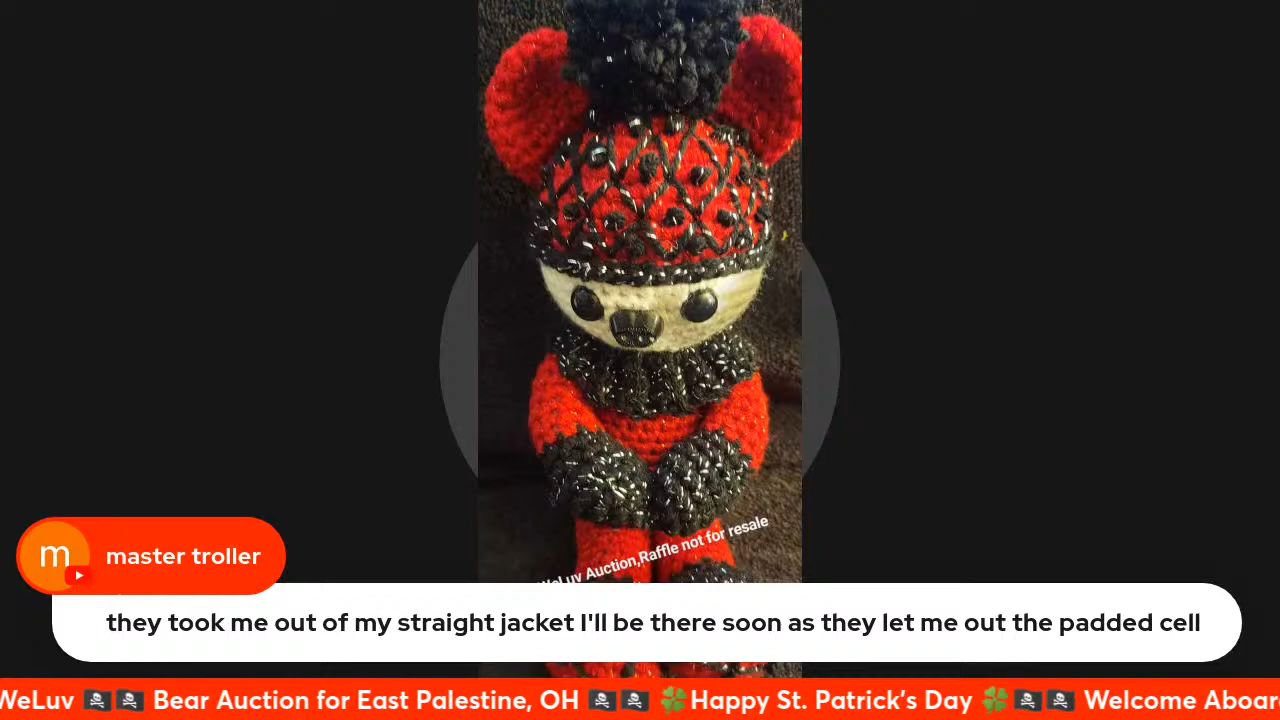 WeLuv Auction,Raffle not for resale
m
master troller
they took me out of my straight jacket I'll be there soon as they let me out the padded cell
WeLuv 🏴‍☠️🏴‍☠️ Bear Auction for East Palestine, OH 🏴‍☠️🏴‍☠️ 🍀Happy St. Patrick's Day 🍀🏴‍☠️🏴‍☠️ Welcome Aboar